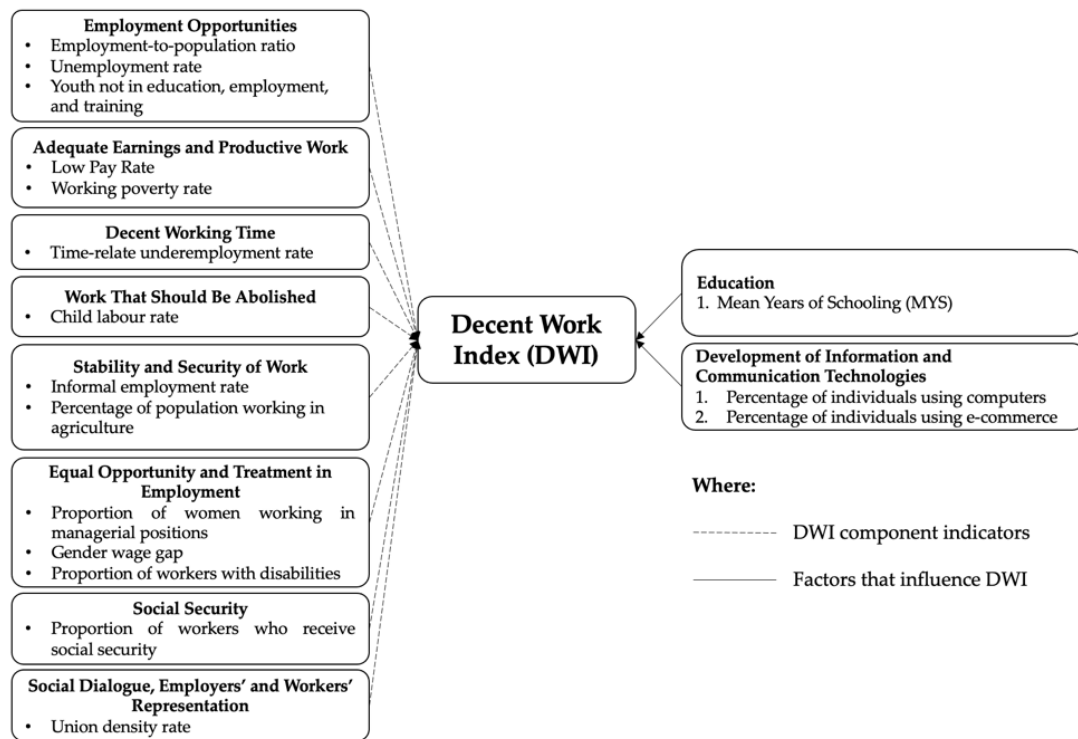 Employment Opportunities
• Employment-to-population ratio
• Unemployment rate
• Youth not in education, employment,
and training
Adequate Earnings and Productive Work
• Low Pay Rate
• Working poverty rate
Decent Working Time
• Time-relate underemployment rate
Work That Should Be Abolished
• Child labour rate
Stability and Security of Work
• Informal employment rate
• Percentage of population working in
agriculture
Equal Opportunity and Treatment in
Employment
• Proportion of women working in
managerial positions
• Gender wage gap
• Proportion of workers with disabilities
Social Security
• Proportion of workers who receive
social security
Social Dialogue, Employers' and Workers'
Representation
• Union density rate
Decent Work
Index (DWI)
Education
1. Mean Years of Schooling (MYS)
Development of Information and
Communication Technologies
1. Percentage of individuals using computers
2. Percentage of individuals using e-commerce
Where:
DWI component indicators
Factors that influence DWI